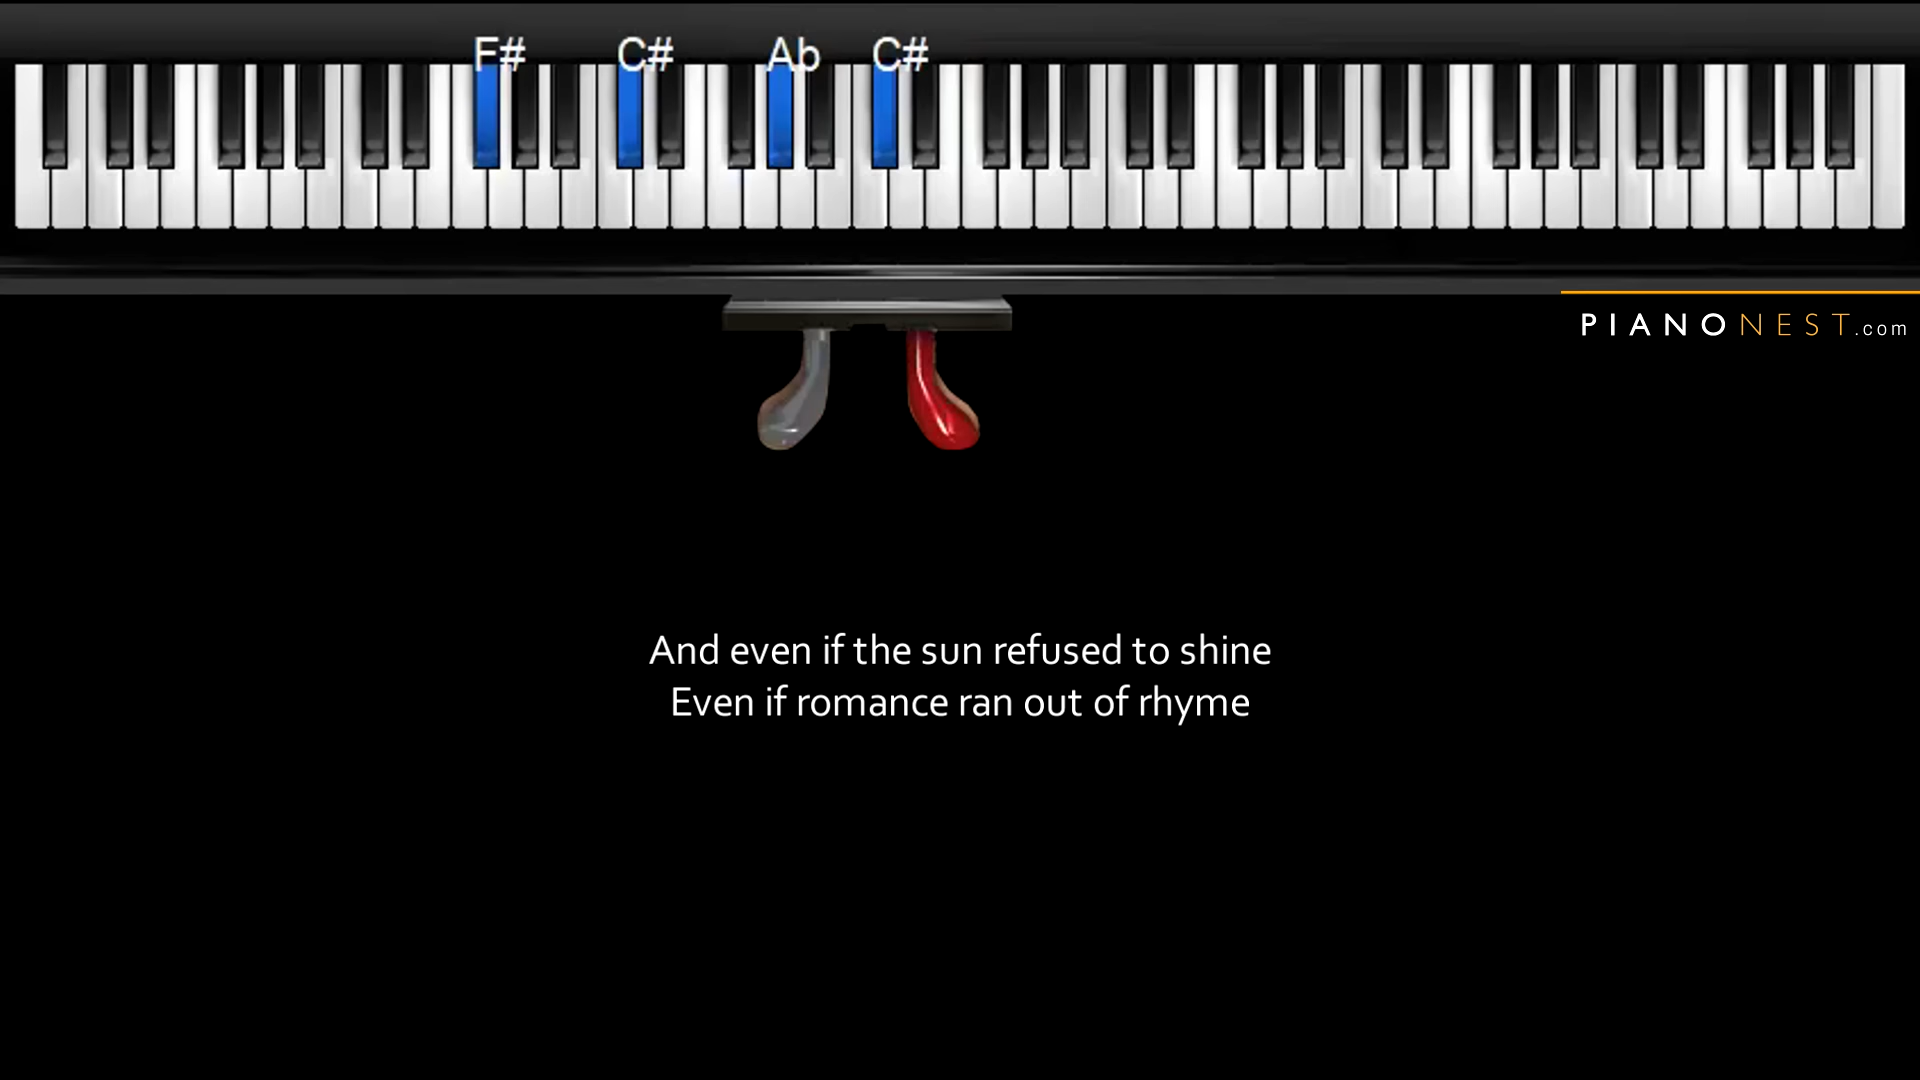 F# C# Ab C#
PIANONEST.com
And even if the sun refused to shine
Even if romance ran out of rhyme